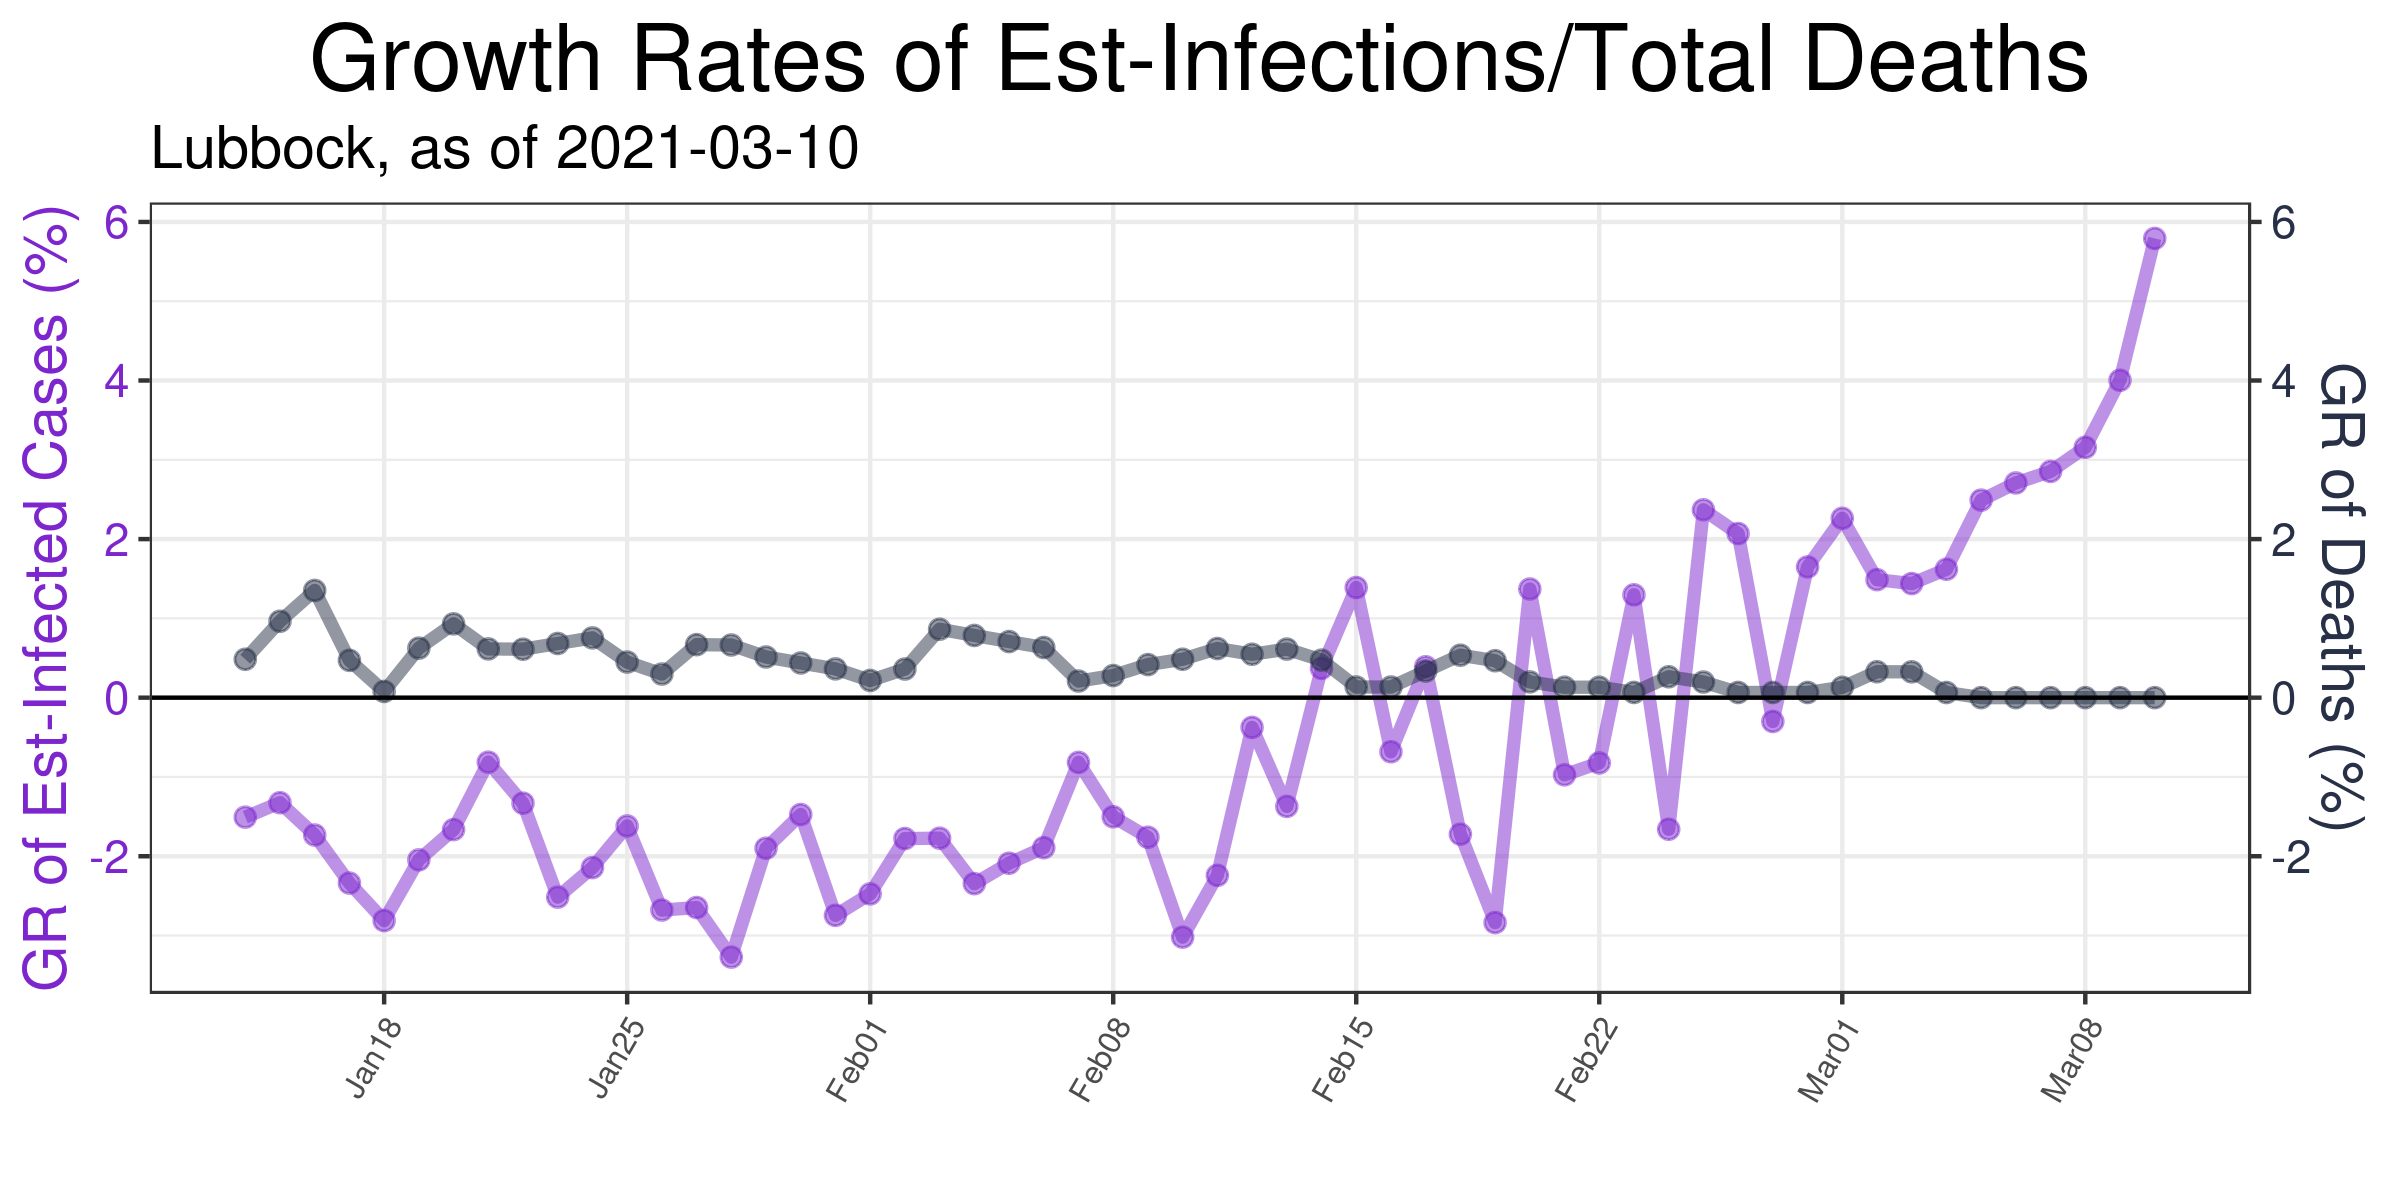 Growth Rates of Est-Infections/Total Deaths
Lubbock, as of 2021-03-10
GR of Est-Infected Cases (%)
6
4
2
0
-2
6
4
2
0
-2
GR of Deaths (%)
Jan18
Jan25
Feb01
Feb08
Feb15
Feb22
Mar01
Mar08